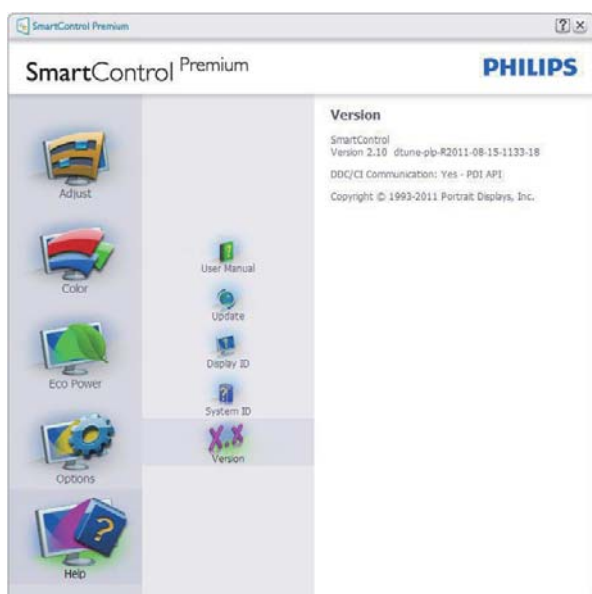 SmartControl Premium
SmartControl Premium
PHILIPS
Adjust
Color
Eco Power
Options
Help
User Manual
Update
Display ID
System ID
X.X
Version
Version
SmartControl
Version 2.10 dtune-plp-R2011-08-15-1133-18
DDC/CI Communication: Yes - PDI API
Copyright © 1993-2011 Portrait Displays, Inc.